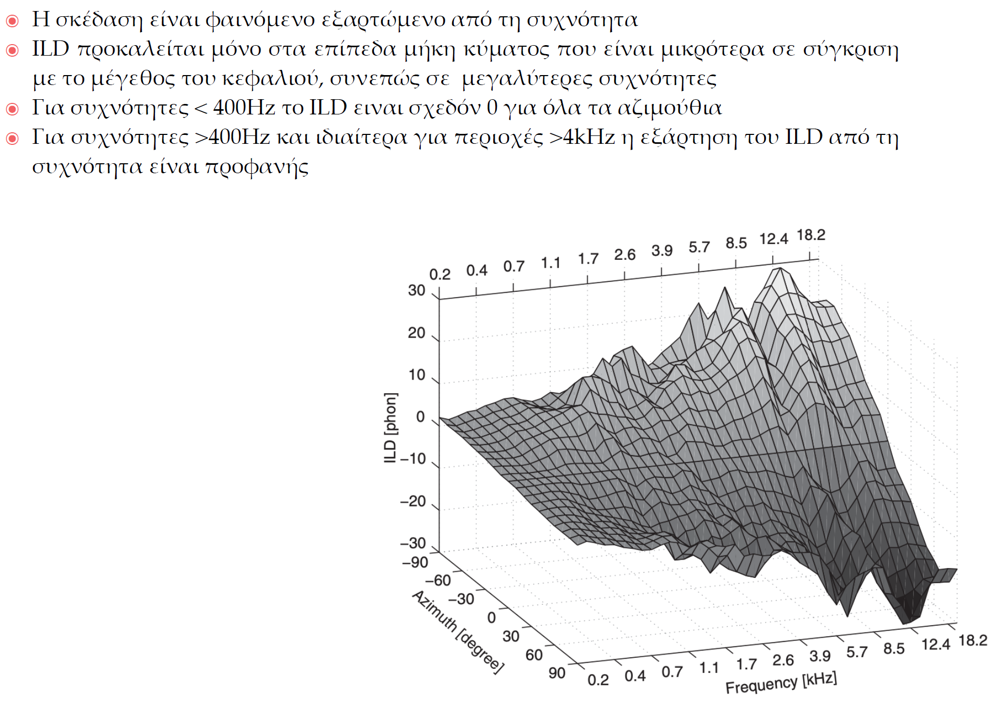 Η σκέδαση είναι φαινόμενο εξαρτώμενο από τη συχνότητα
ILD προκαλείται μόνο στα επίπεδα μήκη κύματος που είναι μικρότερα σε σύγκριση
με το μέγεθος του κεφαλιού, συνεπώς σε μεγαλύτερες συχνότητες
Για συχνότητες < 400Hz το ILD ειναι σχεδόν 0 για όλα τα αζιμούθια
Για συχνότητες >400Hz και ιδιαίτερα για περιοχές >4kHz η εξάρτηση του ILD από τη
συχνότητα είναι προφανής
0.2 0.4 0.7 1.1 1.7 2.6 3.9 5.7 8.5 12.4 18.2
30
20
10
0
−10
−20
−30
ILD [phon]
−90
−60
−30
0
30
60
90
Azimuth [degree]
0.2 0.4 0.7 1.1 1.7 2.6 3.9 5.7 8.5 12.4 18.2
Frequency [kHz]